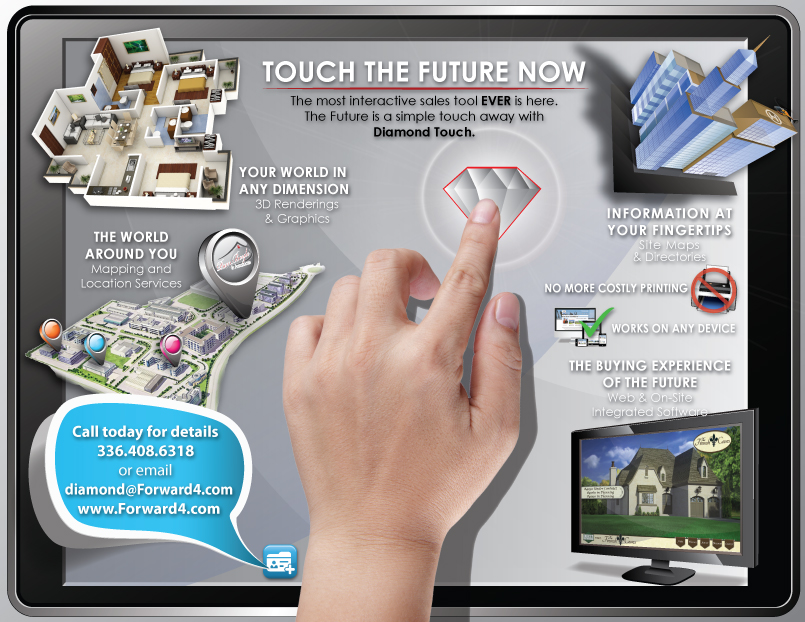 TOUCH THE FUTURE NOW
The most interactive sales tool EVER is here.
The Future is a simple touch away with
Diamond Touch.
YOUR WORLD IN
ANY DIMENSION
3D Renderings
& Graphics
THE WORLD
AROUND YOU
Mapping and
Location Services
INFORMATION AT
YOUR FINGERTIPS
Site Maps
& Directories
NO MORE COSTLY PRINTING
WORKS ON ANY DEVICE
THE BUYING EXPERIENCE
OF THE FUTURE
Web & On-Site
Integrated Software
Call today for details
336.408.6318
or email
diamond@Forward4.com
www.Forward4.com